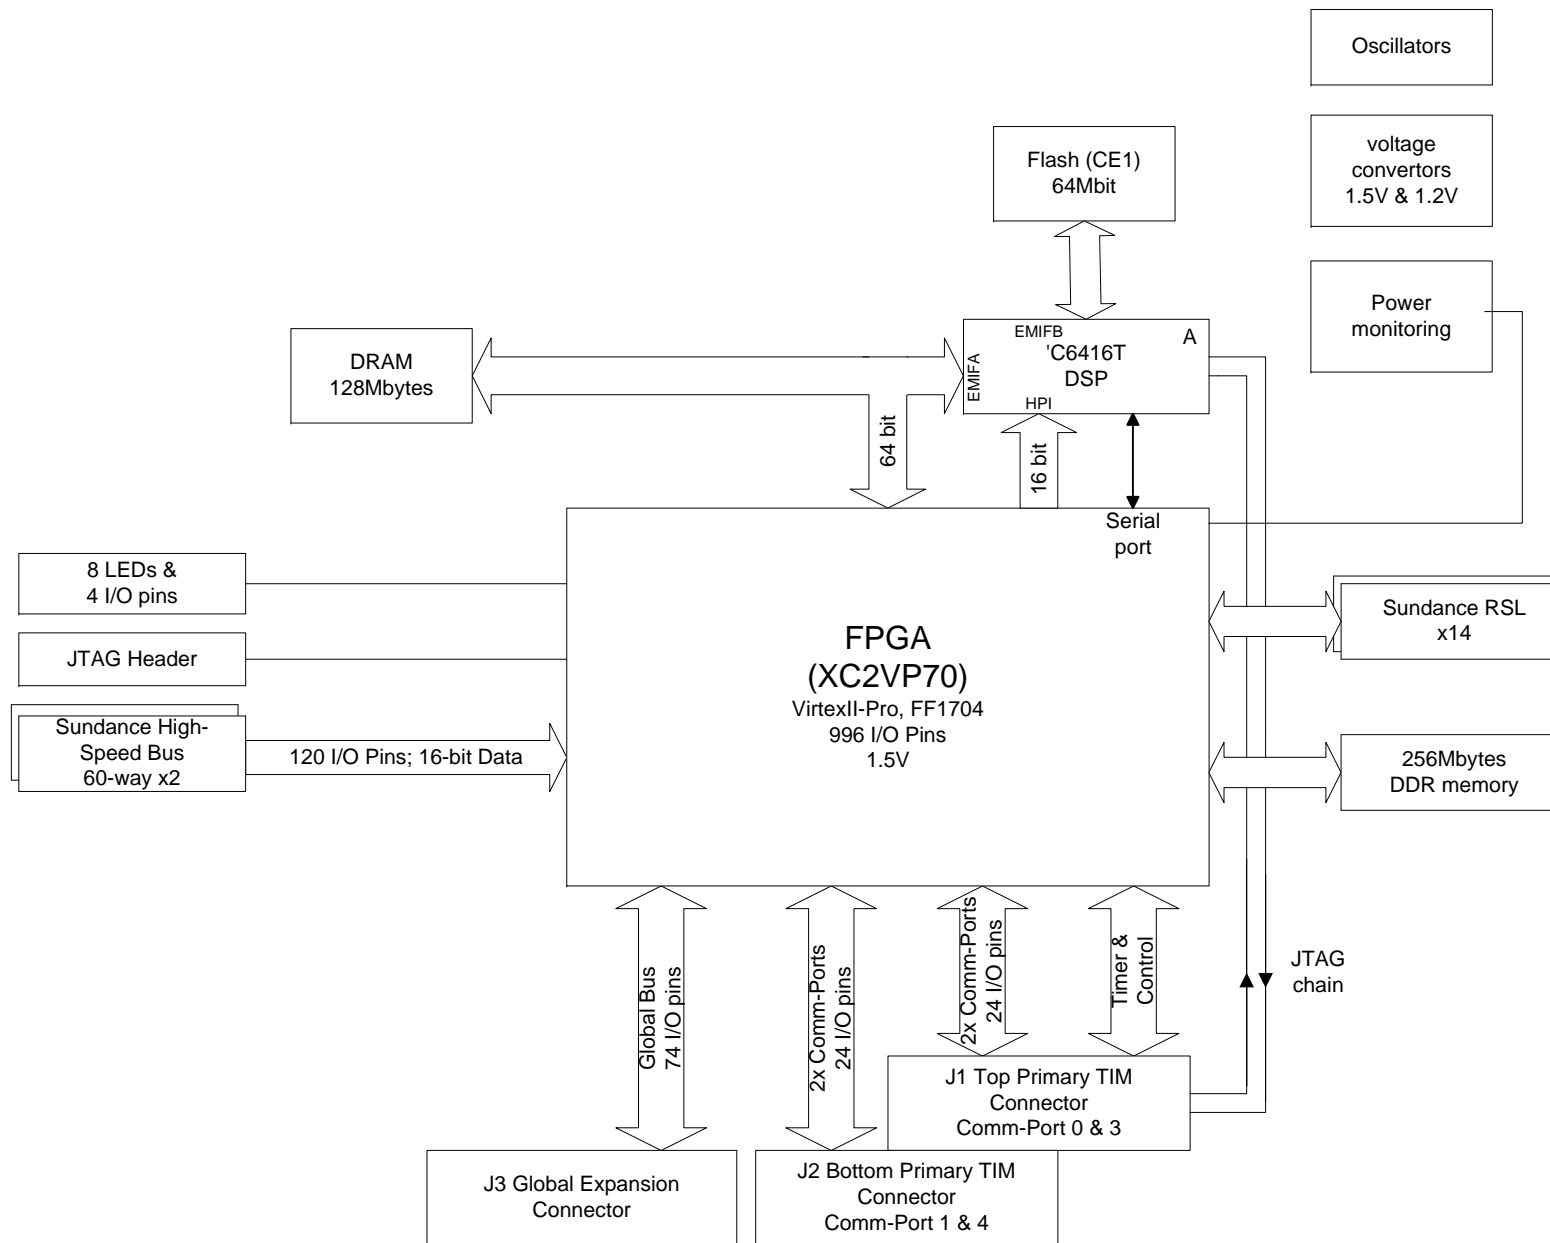 Oscillators
voltage
convertors
1.5V & 1.2V
Flash (CE1)
64Mbit
Power
monitoring
DRAM
128Mbytes
EMIFB
A
'C6416T
DSP
EMIFA
HPI
64 bit
16 bit
Serial
port
8 LEDs &
4 I/O pins
JTAG Header
Sundance High-
Speed Bus
60-way x2
120 I/O Pins; 16-bit Data
FPGA
(XC2VP70)
VirtexII-Pro, FF1704
996 I/O Pins
1.5V
Sundance RSL
x14
256Mbytes
DDR memory
Global Bus
74 I/O pins
2x Comm-Ports
24 I/O pins
2x Comm-Ports
24 I/O pins
Timer &
Control
JTAG
chain
J1 Top Primary TIM
Connector
Comm-Port 0 & 3
J3 Global Expansion
Connector
J2 Bottom Primary TIM
Connector
Comm-Port 1 & 4